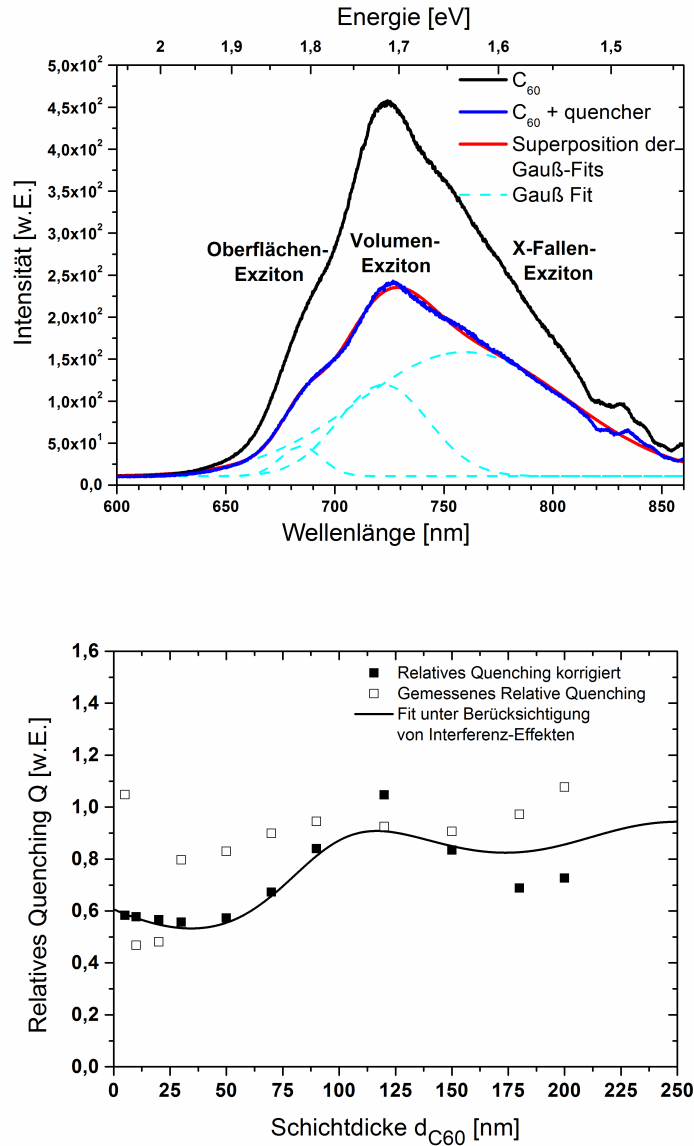 Energie [eV]
2 1,9 1,8 1,7 1,6 1,5
5,0x10²
4,5x10²
4,0x10²
3,5x10²
3,0x10²
2,5x10²
2,0x10²
1,5x10²
1,0x10²
5,0x10¹
0,0
Intensität [w.E.]
C₆₀
C₆₀ + quencher
Superposition der
Gauß-Fits
Gauß Fit
Oberflächen-
Exziton
Volumen-
Exziton
X-Fallen-
Exziton
600 650 700 750 800 850
Wellenlänge [nm]
1,6
1,4
1,2
1,0
0,8
0,6
0,4
0,2
0,0
Relatives Quenching Q [w.E.]
Relatives Quenching korrigiert
Gemessenes Relative Quenching
Fit unter Berücksichtigung
von Interferenz-Effekten
0 25 50 75 100 125 150 175 200 225 250
Schichtdicke d_C60 [nm]